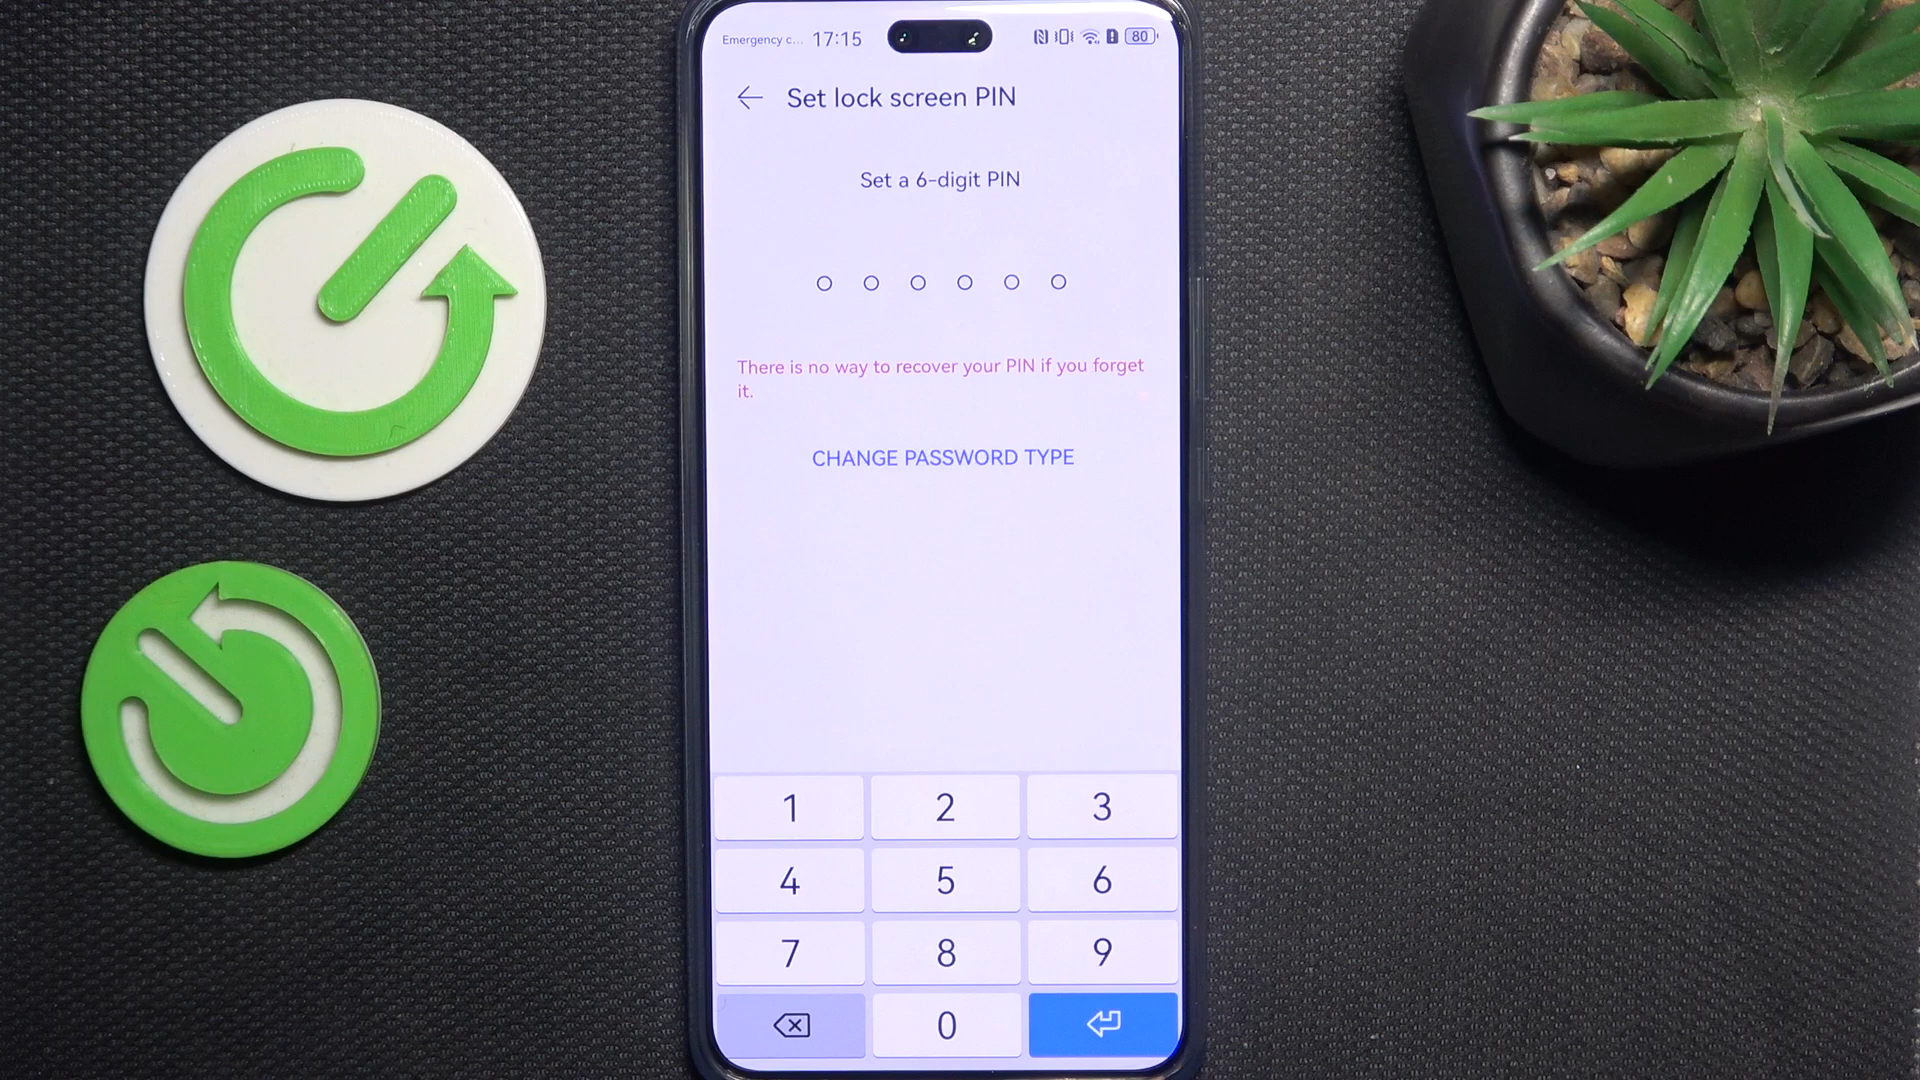 Emergency c... 17:15 80
Set lock screen PIN
Set a 6-digit PIN
There is no way to recover your PIN if you forget
it.
CHANGE PASSWORD TYPE
1 2 3
4 5 6
7 8 9
0